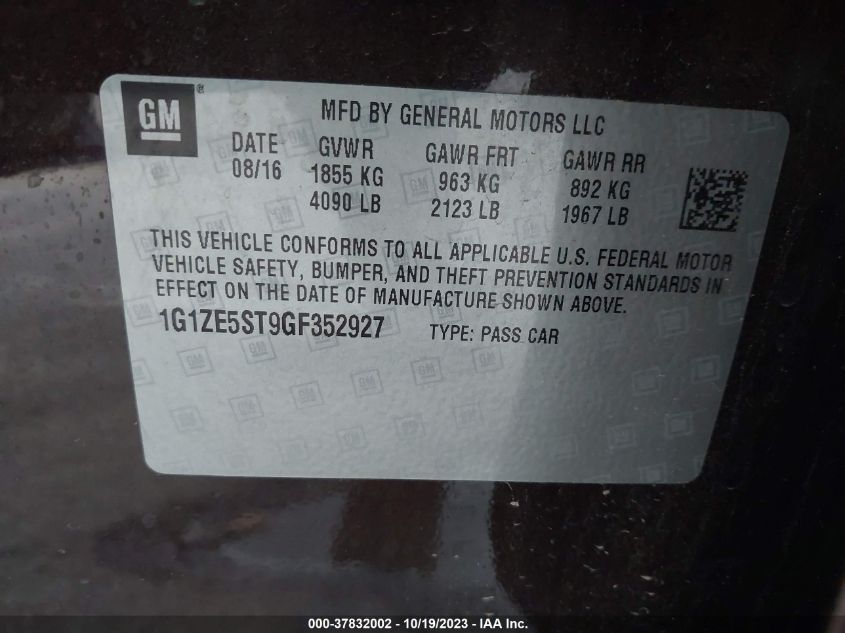 GM
MFD BY GENERAL MOTORS LLC
DATE GVWR GAWR FRT GAWR RR
08/16 1855 KG 963 KG 892 KG
4090 LB 2123 LB 1967 LB
THIS VEHICLE CONFORMS TO ALL APPLICABLE U.S. FEDERAL MOTOR
VEHICLE SAFETY, BUMPER, AND THEFT PREVENTION STANDARDS IN
EFFECT ON THE DATE OF MANUFACTURE SHOWN ABOVE.
1G1ZE5ST9GF352927 TYPE: PASS CAR
000-37832002 - 10/19/2023 - IAA Inc.